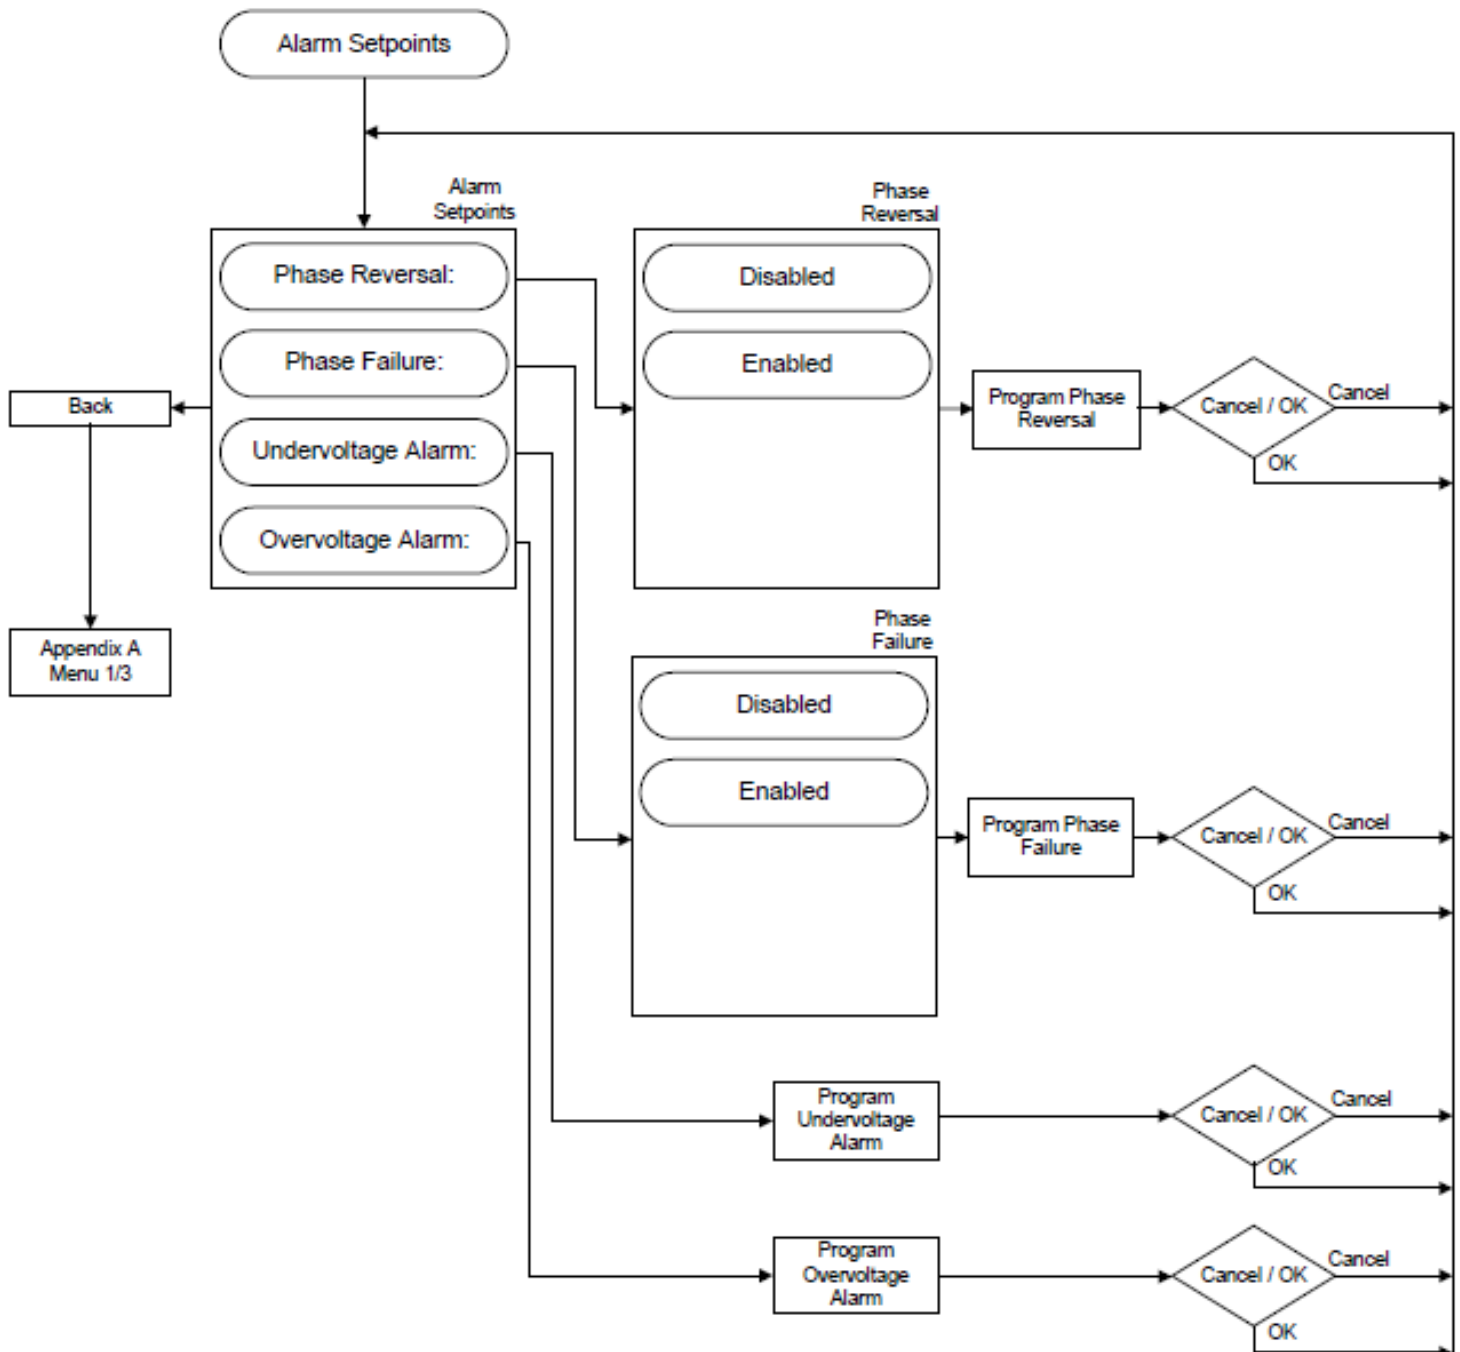 Alarm Setpoints
Alarm
Setpoints
Phase Reversal:
Phase Failure:
Undervoltage Alarm:
Overvoltage Alarm:
Back
Appendix A
Menu 1/3
Phase
Reversal
Disabled
Enabled
Program Phase
Reversal
Cancel / OK
Cancel
OK
Phase
Failure
Disabled
Enabled
Program Phase
Failure
Cancel / OK
Cancel
OK
Program
Undervoltage
Alarm
Cancel / OK
Cancel
OK
Program
Overvoltage
Alarm
Cancel / OK
Cancel
OK